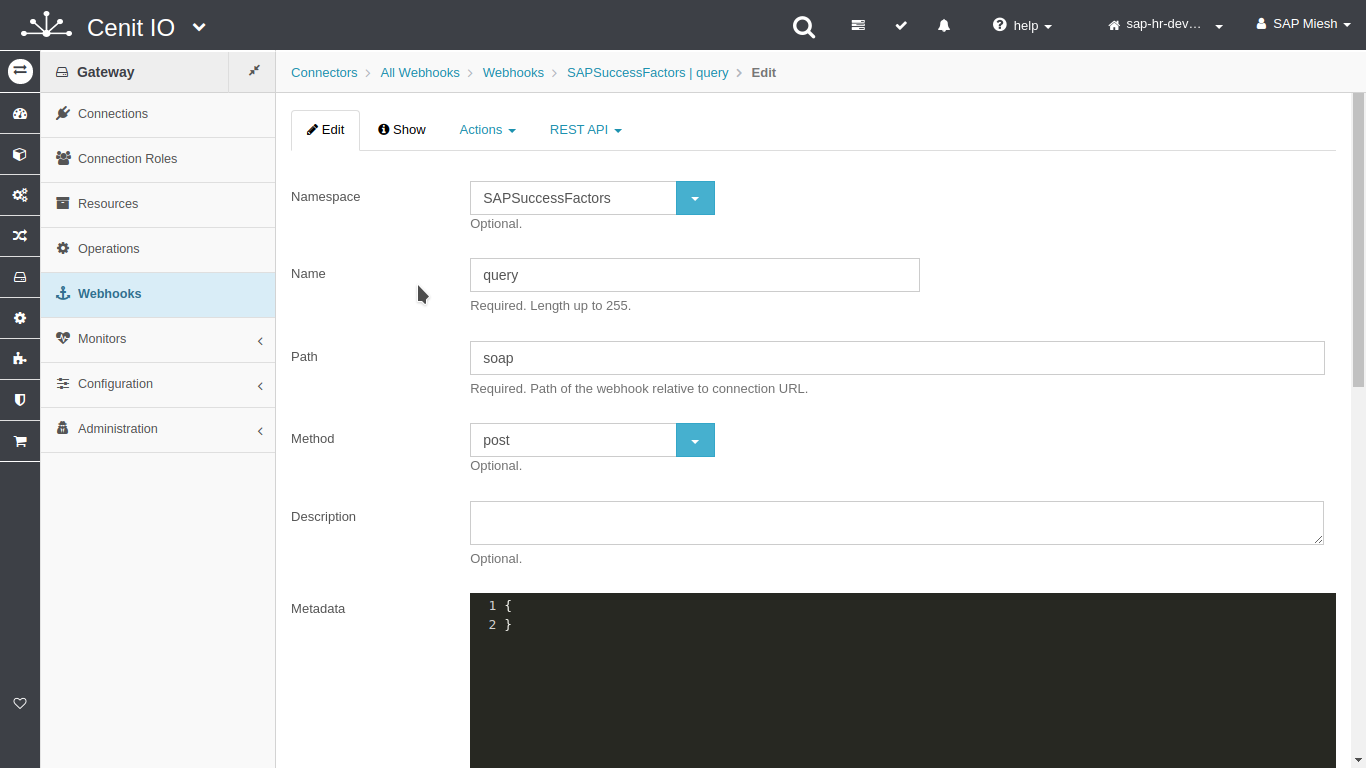 Cenit IO
help
sap-hr-dev…
SAP Miesh
Gateway
Connections
Connection Roles
Resources
Operations
Webhooks
Monitors
Configuration
Administration
Connectors
All Webhooks
Webhooks
SAPSuccessFactors | query
Edit
Edit
Show
Actions
REST API
Namespace
SAPSuccessFactors
Optional.
Name
query
Required. Length up to 255.
Path
soap
Required. Path of the webhook relative to connection URL.
Method
post
Optional.
Description
Optional.
Metadata
1 {
2 }